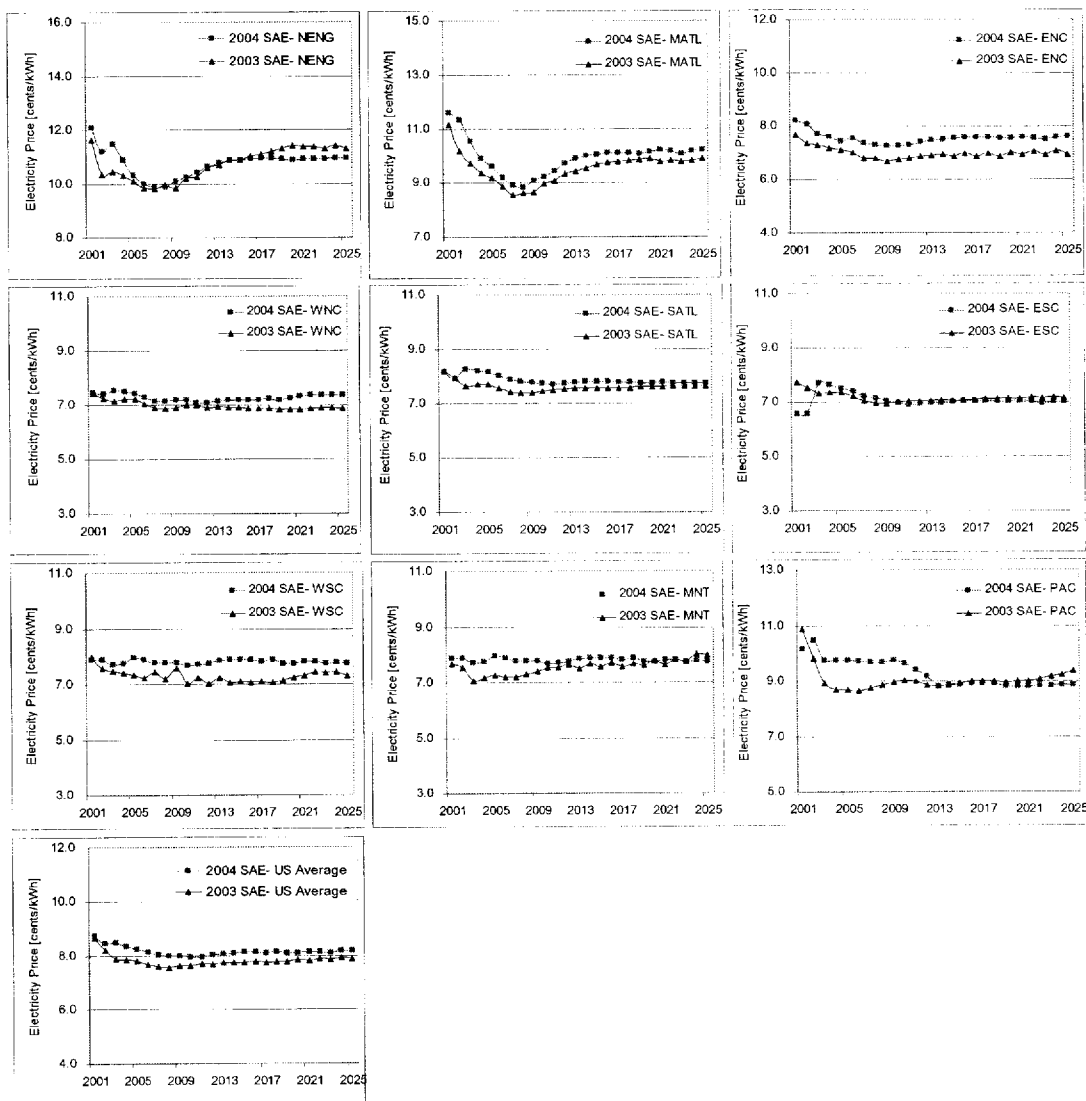 Electricity Price [cents/kWh]
16.0
14.0
12.0
10.0
8.0
2004 SAE- NENG
2003 SAE- NENG
2001 2005 2009 2013 2017 2021 2025
Electricity Price [cents/kWh]
15.0
13.0
11.0
9.0
7.0
2004 SAE- MATL
2003 SAE- MATL
2001 2005 2009 2013 2017 2021 2025
Electricity Price [cents/kWh]
12.0
10.0
8.0
6.0
4.0
2004 SAE- ENC
2003 SAE- ENC
2001 2005 2009 2013 2017 2021 2025
Electricity Price [cents/kWh]
11.0
9.0
7.0
5.0
3.0
2004 SAE- WNC
2003 SAE- WNC
2001 2005 2009 2013 2017 2021 2025
Electricity Price [cents/kWh]
11.0
9.0
7.0
5.0
3.0
2004 SAE- SATL
2003 SAE- SATL
2001 2005 2009 2013 2017 2021 2025
Electricity Price [cents/kWh]
11.0
9.0
7.0
5.0
3.0
2004 SAE- ESC
2003 SAE- ESC
2001 2005 2009 2013 2017 2021 2025
Electricity Price [cents/kWh]
11.0
9.0
7.0
5.0
3.0
2004 SAE- WSC
2003 SAE- WSC
2001 2005 2009 2013 2017 2021 2025
Electricity Price [cents/kWh]
11.0
9.0
7.0
5.0
3.0
2004 SAE- MNT
2003 SAE- MNT
2001 2005 2009 2013 2017 2021 2025
Electricity Price [cents/kWh]
13.0
11.0
9.0
7.0
5.0
2004 SAE- PAC
2003 SAE- PAC
2001 2005 2009 2013 2017 2021 2025
Electricity Price [cents/kWh]
12.0
10.0
8.0
6.0
4.0
2004 SAE- US Average
2003 SAE- US Average
2001 2005 2009 2013 2017 2021 2025